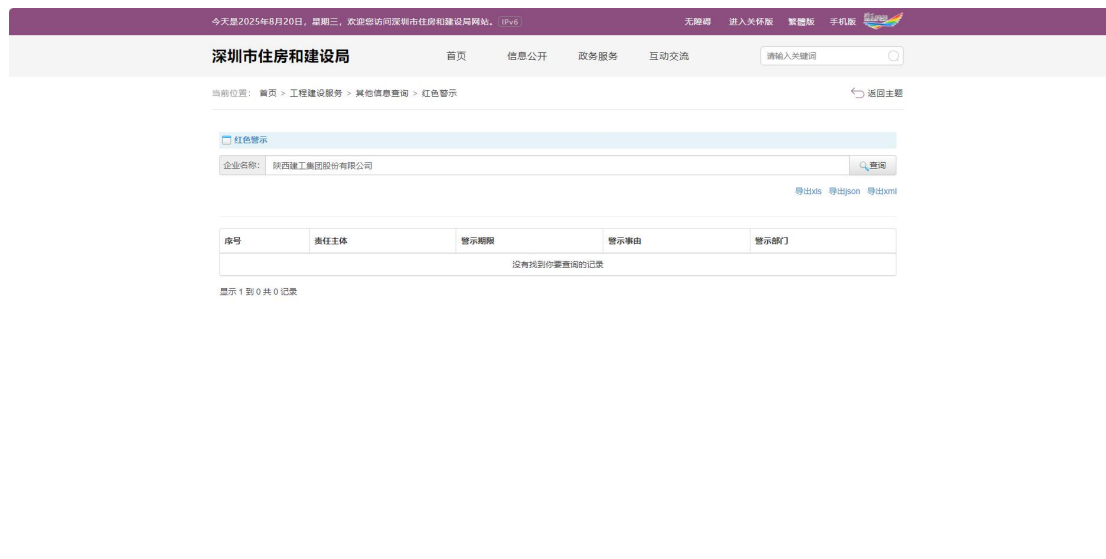 今天是2025年8月20日，星期三，欢迎您访问深圳市住房和建设局网站。 IPv6 无障碍 进入关怀版 繁體版 手机版
深圳市住房和建设局 首页 信息公开 政务服务 互动交流 请输入关键词
当前位置： 首页 > 工程建设服务 > 其他信息查询 > 红色警示 返回主题
红色警示
企业名称： 陕西建工集团股份有限公司 查询
导出xls 导出json 导出xml
序号 责任主体 警示期限 警示事由 警示部门
没有找到你要查询的记录
显示 1 到 0 共 0 记录